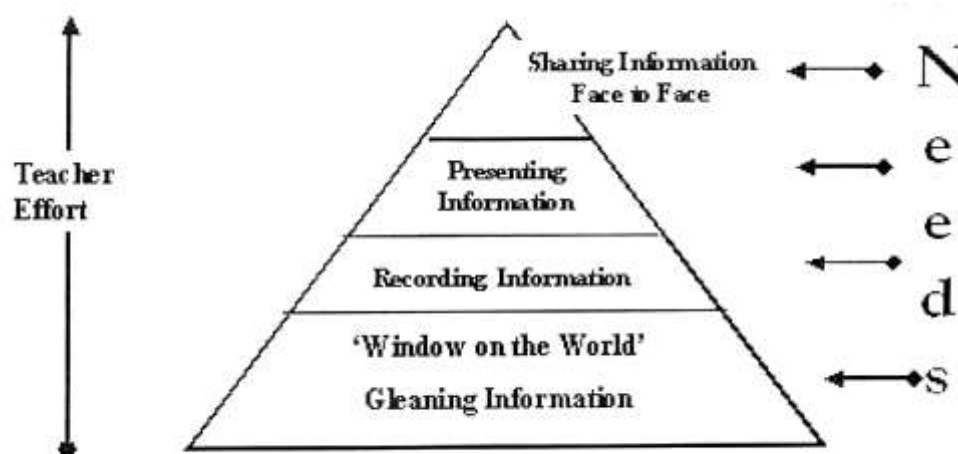 Sharing Information
Face to Face
Presenting
Information
Recording Information
‘Window on the World’
Gleaning Information
Teacher
Effort
N
e
e
d
s